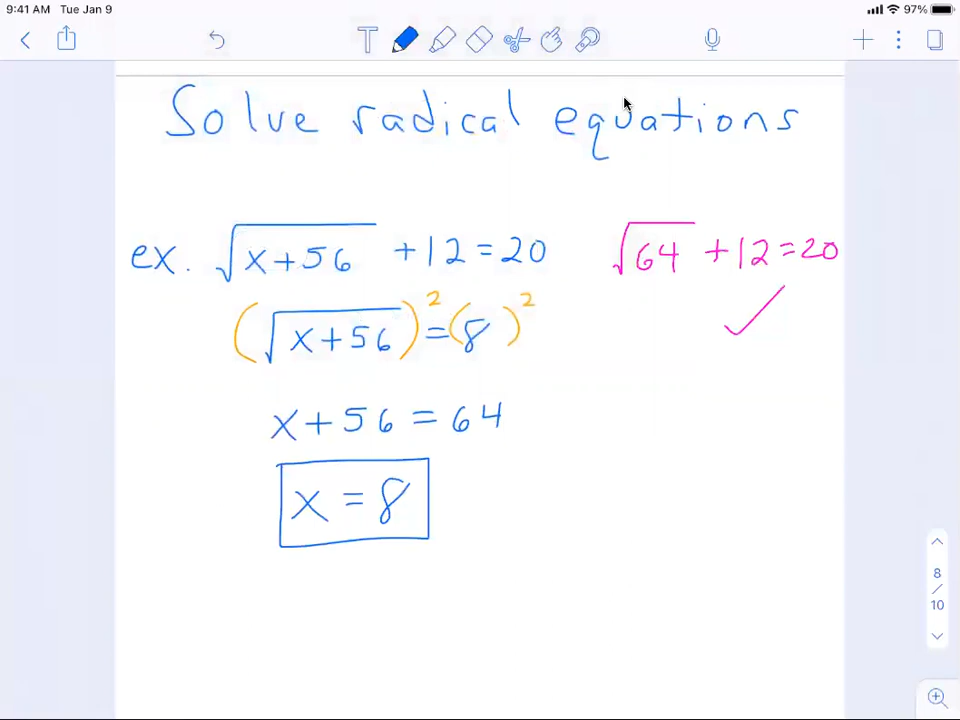 9:41 AM Tue Jan 9 97%
T
Solve radical equations
ex. √x+56 +12=20 √64 +12=20
(√x+56)² = (8)² ✓
x+56 = 64
x = 8
8
/
10